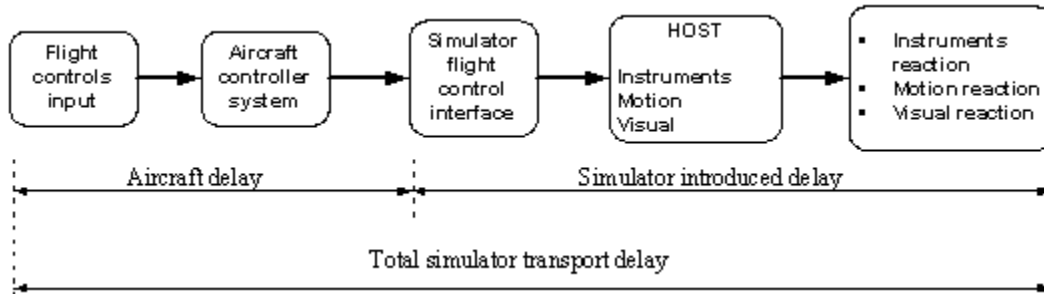 Flight
controls
input
Aircraft
controller
system
Simulator
flight
control
interface
HOST
Instruments
Motion
Visual
▪ Instruments
reaction
▪ Motion reaction
▪ Visual reaction
Aircraft delay
Simulator introduced delay
Total simulator transport delay